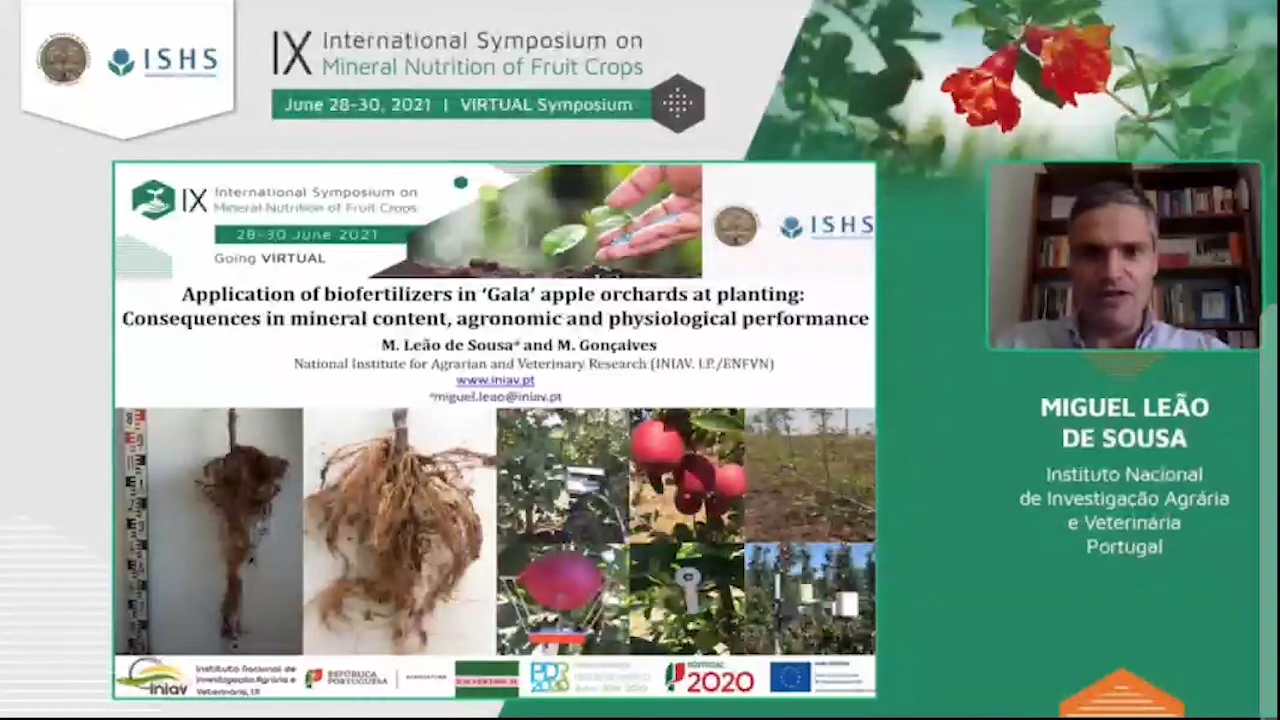 ISHS
IX International Symposium on
Mineral Nutrition of Fruit Crops
June 28-30, 2021 | VIRTUAL Symposium
IX International Symposium on
Mineral Nutrition of Fruit Crops
28-30 June 2021
Going VIRTUAL
ISHS
Application of biofertilizers in ‘Gala’ apple orchards at planting:
Consequences in mineral content, agronomic and physiological performance
M. Leão de Sousaª and M. Gonçalves
National Institute for Agrarian and Veterinary Research (INIAV. I.P./ENFVN)
www.iniav.pt
ªmiguel.leao@iniav.pt
MIGUEL LEÃO
DE SOUSA
Instituto Nacional
de Investigação Agrária
e Veterinária
Portugal
iniav
Instituto Nacional de
Investigação Agrária e
Veterinária, I.P.
REPÚBLICA
PORTUGUESA
AGRICULTURA
PDR
2020
PORTUGAL
2020